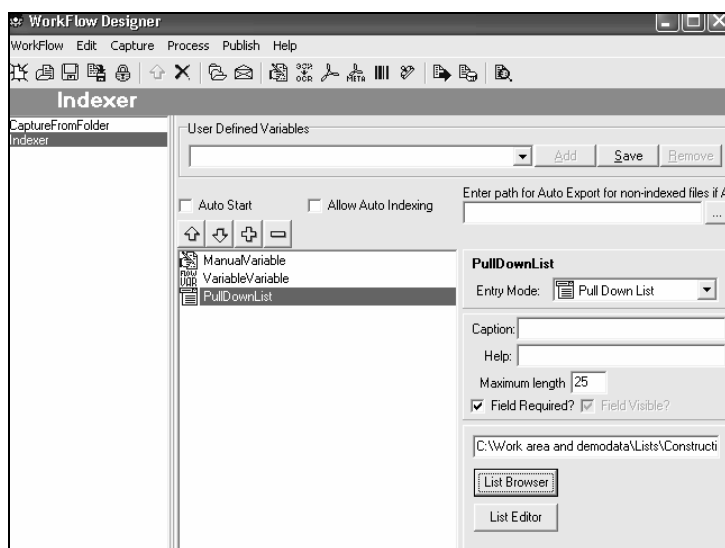 WorkFlow Designer
WorkFlow Edit Capture Process Publish Help
Indexer
CaptureFromFolder
Indexer
User Defined Variables
Add Save Remove
Enter path for Auto Export for non-indexed files if A
Auto Start Allow Auto Indexing
...
ManualVariable
VariableVariable
PullDownList
PullDownList
Entry Mode: Pull Down List
Caption:
Help:
Maximum length 25
Field Required? Field Visible?
C:\Work area and demodata\Lists\Constructi
List Browser
List Editor